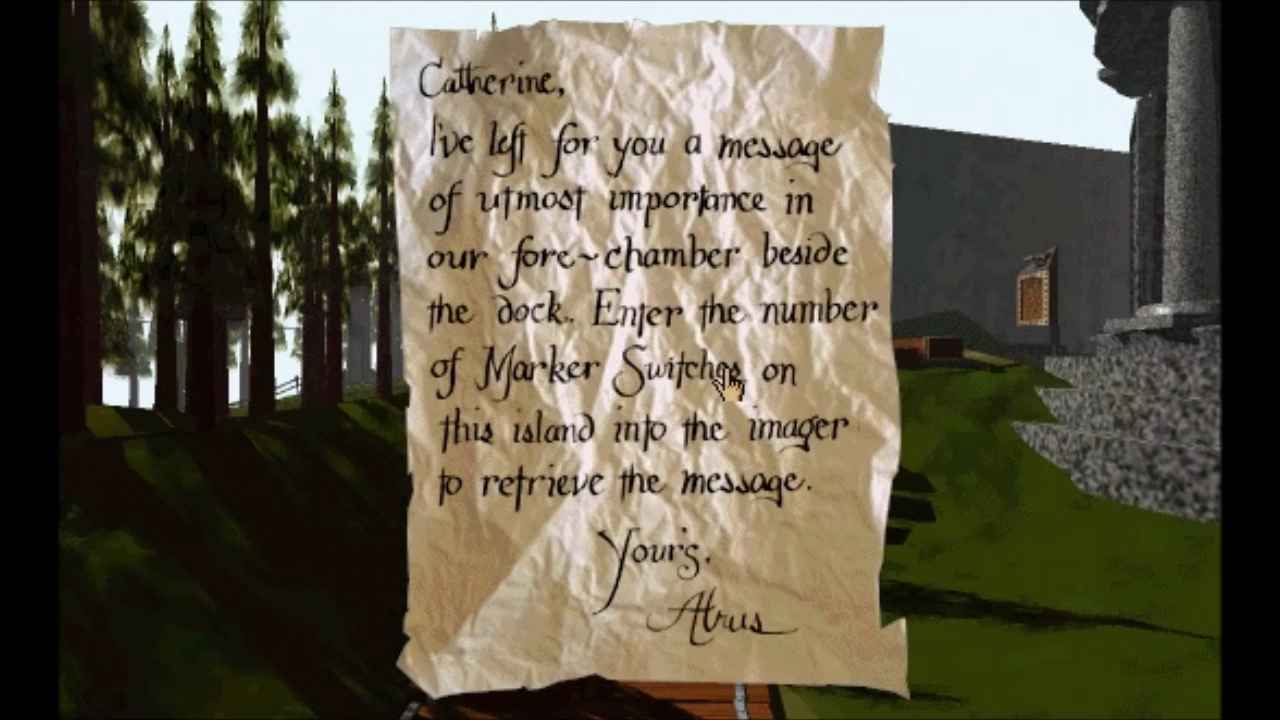 Catherine,
I've left for you a message
of utmost importance in
our fore~chamber beside
the dock. Enter the number
of Marker Switches on
this island into the imager
to retrieve the message.
Yours.
Atrus